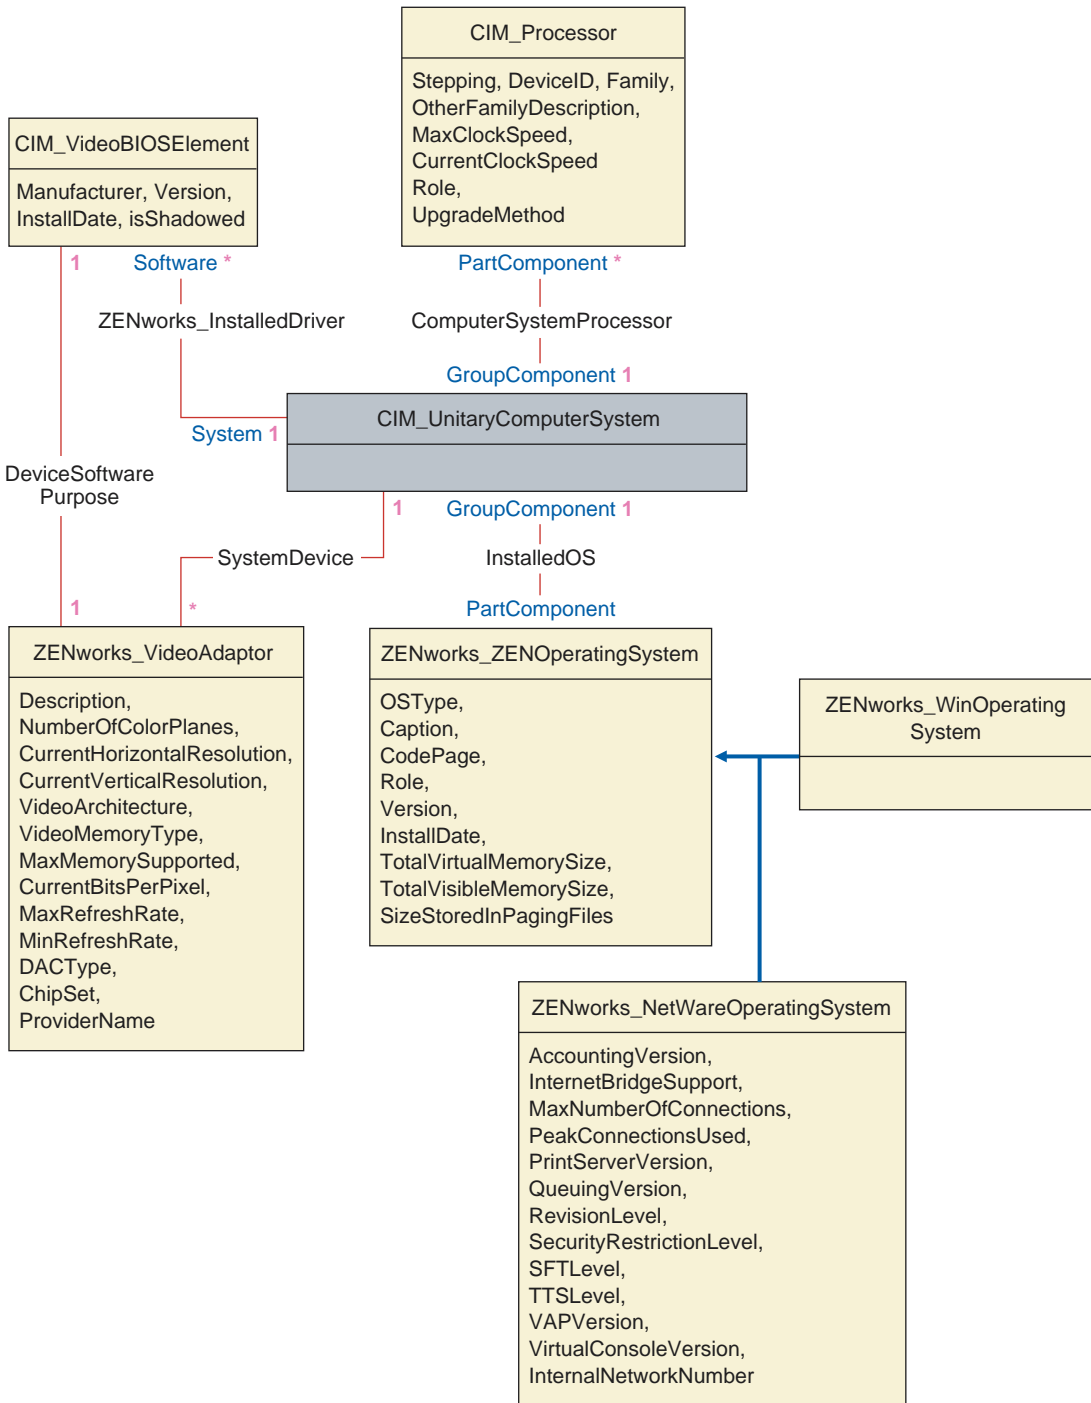 CIM_Processor
Stepping, DeviceID, Family,
OtherFamilyDescription,
MaxClockSpeed,
CurrentClockSpeed
Role,
UpgradeMethod
CIM_VideoBIOSElement
Manufacturer, Version,
InstallDate, isShadowed
1
Software *
PartComponent *
ZENworks_InstalledDriver
ComputerSystemProcessor
GroupComponent 1
CIM_UnitaryComputerSystem
System 1
DeviceSoftware
Purpose
1
GroupComponent 1
SystemDevice
InstalledOS
1
*
PartComponent
ZENworks_VideoAdaptor
Description,
NumberOfColorPlanes,
CurrentHorizontalResolution,
CurrentVerticalResolution,
VideoArchitecture,
VideoMemoryType,
MaxMemorySupported,
CurrentBitsPerPixel,
MaxRefreshRate,
MinRefreshRate,
DACType,
ChipSet,
ProviderName
ZENworks_ZENOperatingSystem
OSType,
Caption,
CodePage,
Role,
Version,
InstallDate,
TotalVirtualMemorySize,
TotalVisibleMemorySize,
SizeStoredInPagingFiles
ZENworks_WinOperating
System
ZENworks_NetWareOperatingSystem
AccountingVersion,
InternetBridgeSupport,
MaxNumberOfConnections,
PeakConnectionsUsed,
PrintServerVersion,
QueuingVersion,
RevisionLevel,
SecurityRestrictionLevel,
SFTLevel,
TTSLevel,
VAPVersion,
VirtualConsoleVersion,
InternalNetworkNumber